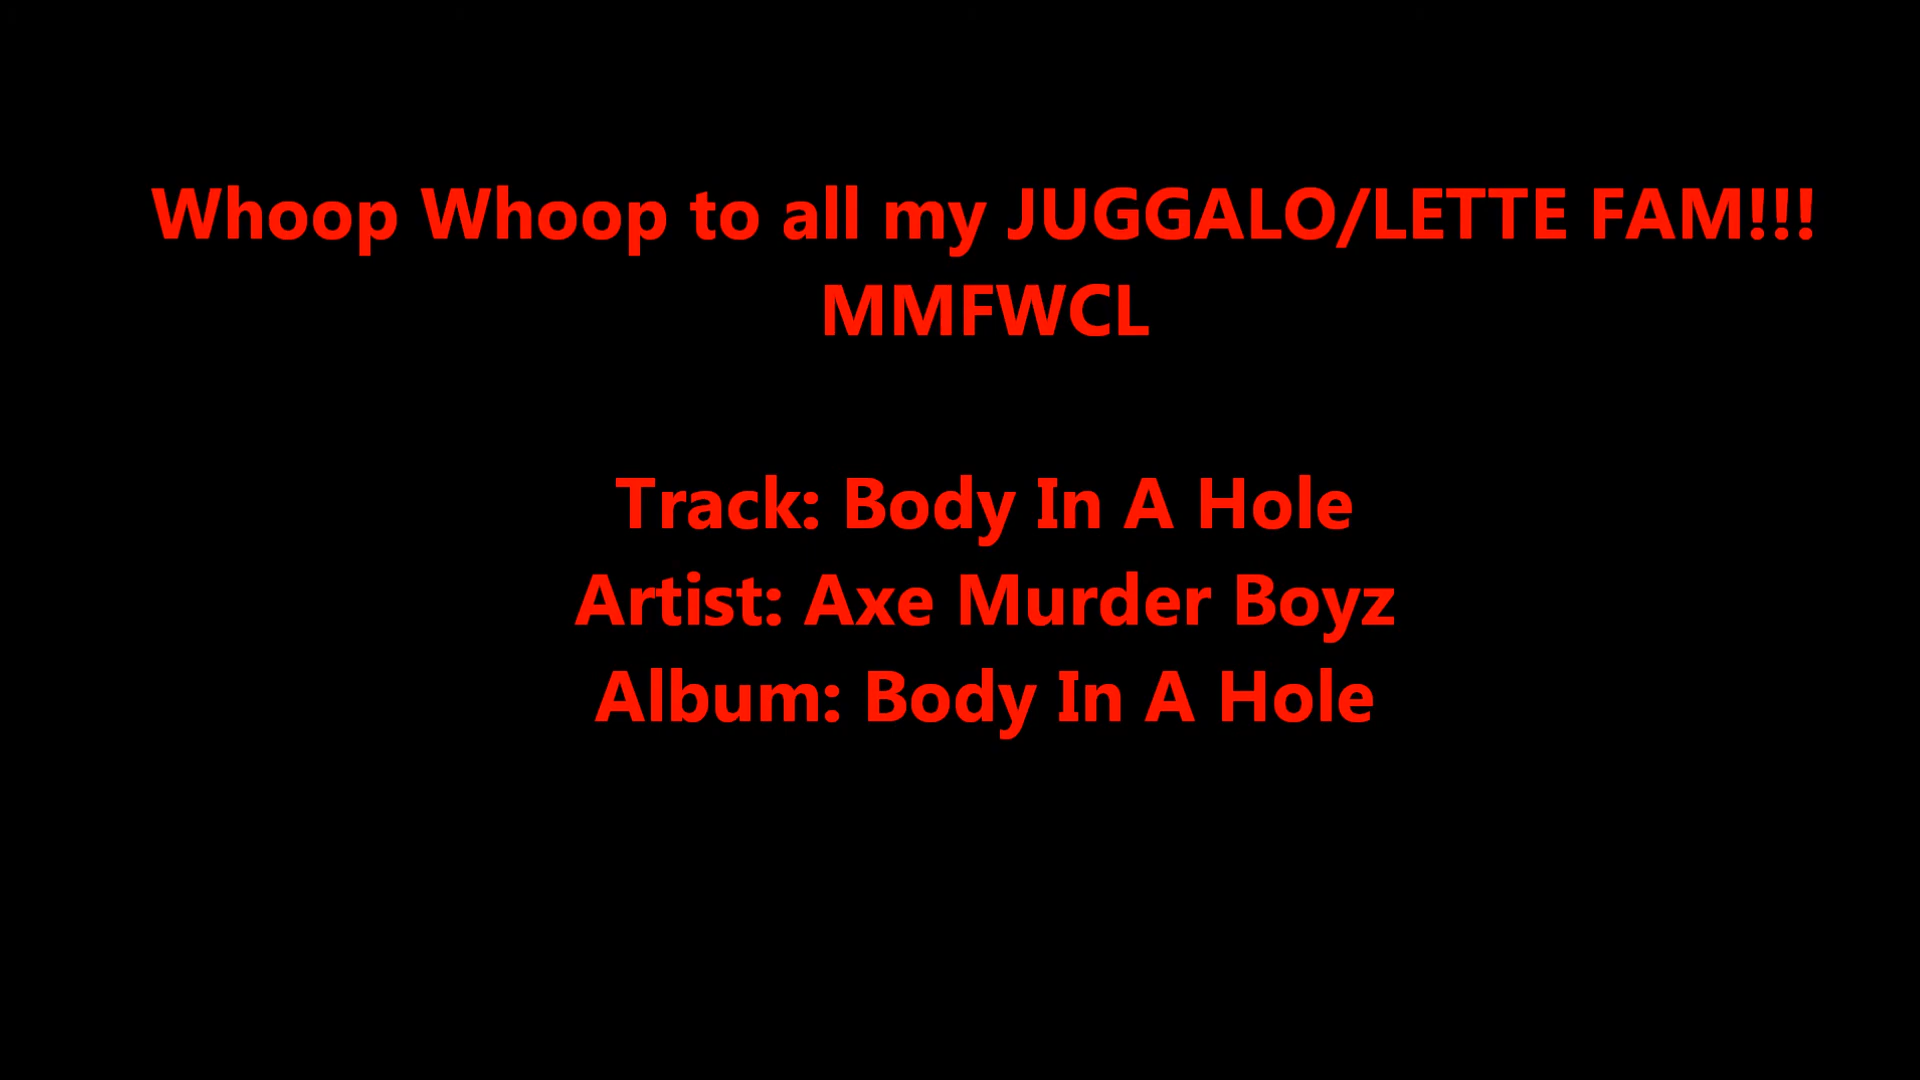 Whoop Whoop to all my JUGGALO/LETTE FAM!!!
MMFWCL
Track: Body In A Hole
Artist: Axe Murder Boyz
Album: Body In A Hole